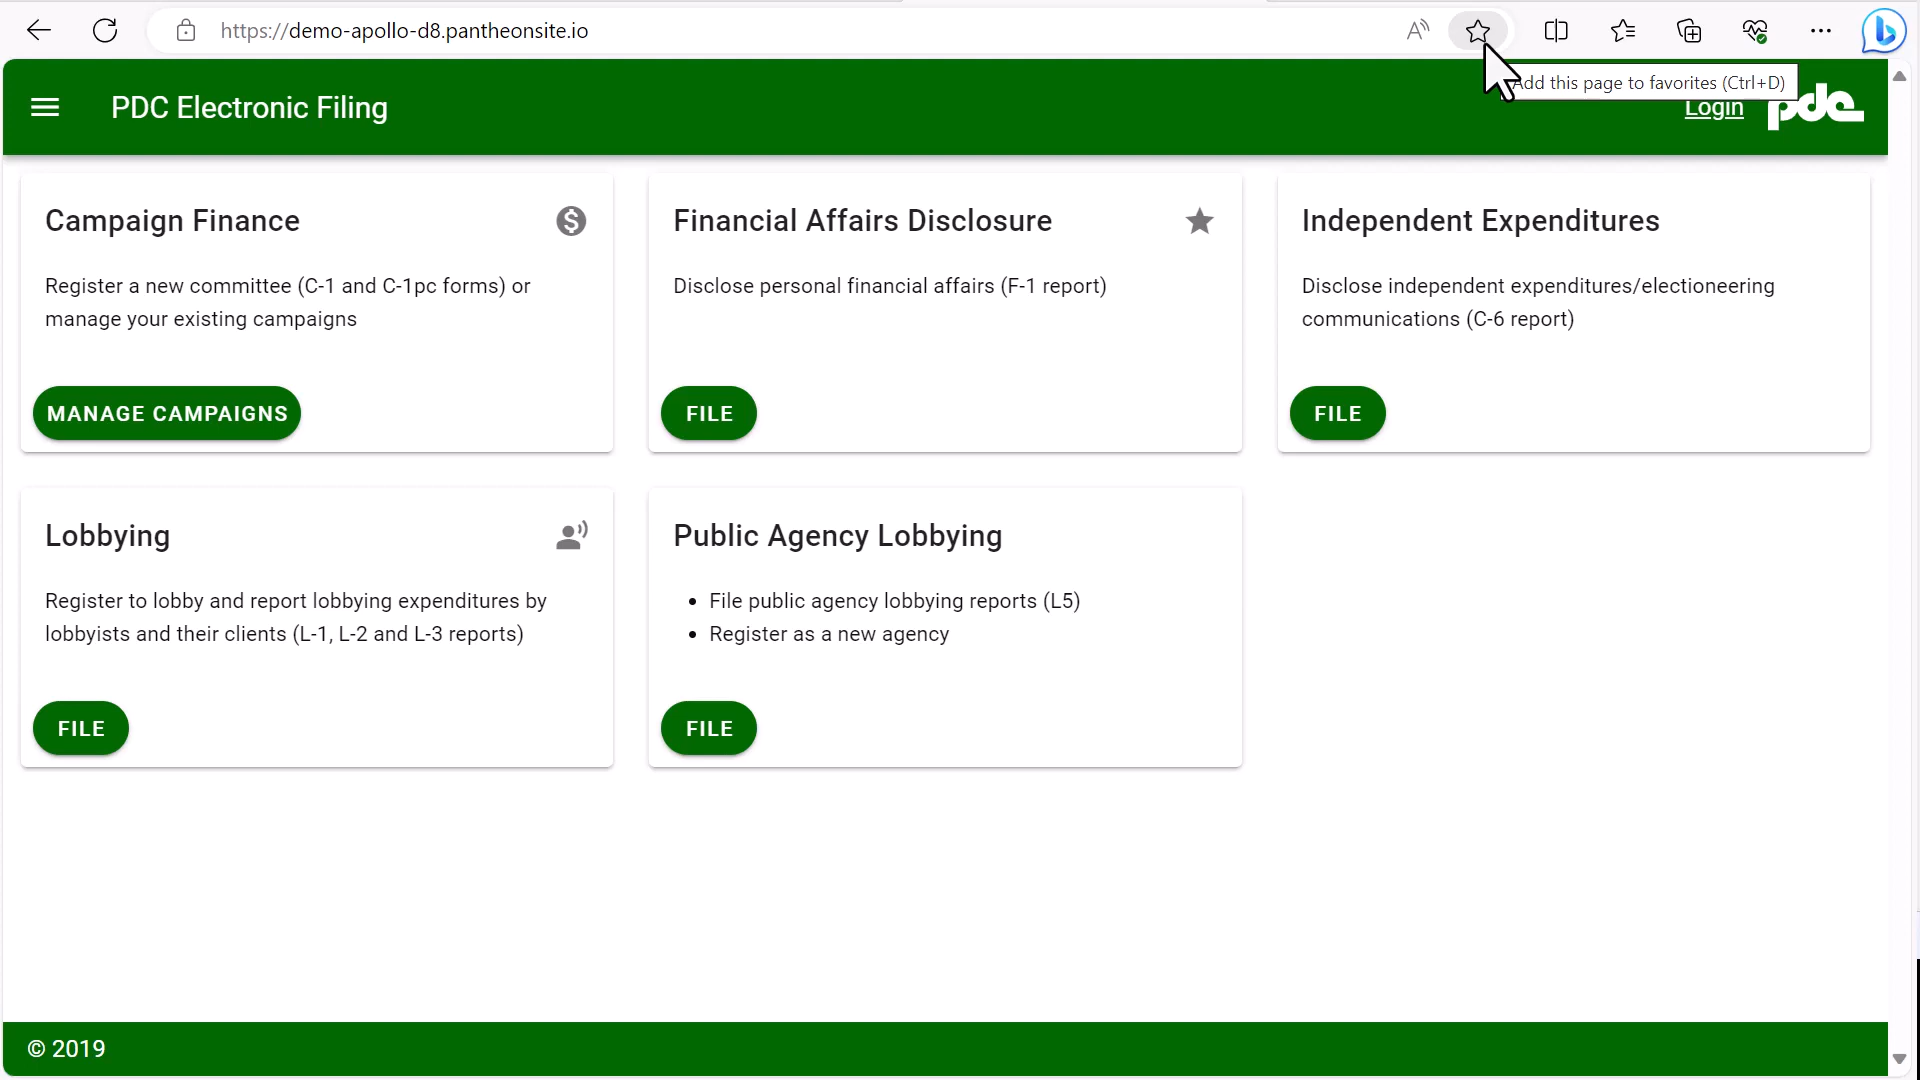 https://demo-apollo-d8.pantheonsite.io
Add this page to favorites (Ctrl+D)
PDC Electronic Filing
Login
pdc
Campaign Finance
Register a new committee (C-1 and C-1pc forms) or
manage your existing campaigns
MANAGE CAMPAIGNS
Financial Affairs Disclosure
Disclose personal financial affairs (F-1 report)
FILE
Independent Expenditures
Disclose independent expenditures/electioneering
communications (C-6 report)
FILE
Lobbying
Register to lobby and report lobbying expenditures by
lobbyists and their clients (L-1, L-2 and L-3 reports)
FILE
Public Agency Lobbying
• File public agency lobbying reports (L5)
• Register as a new agency
FILE
© 2019